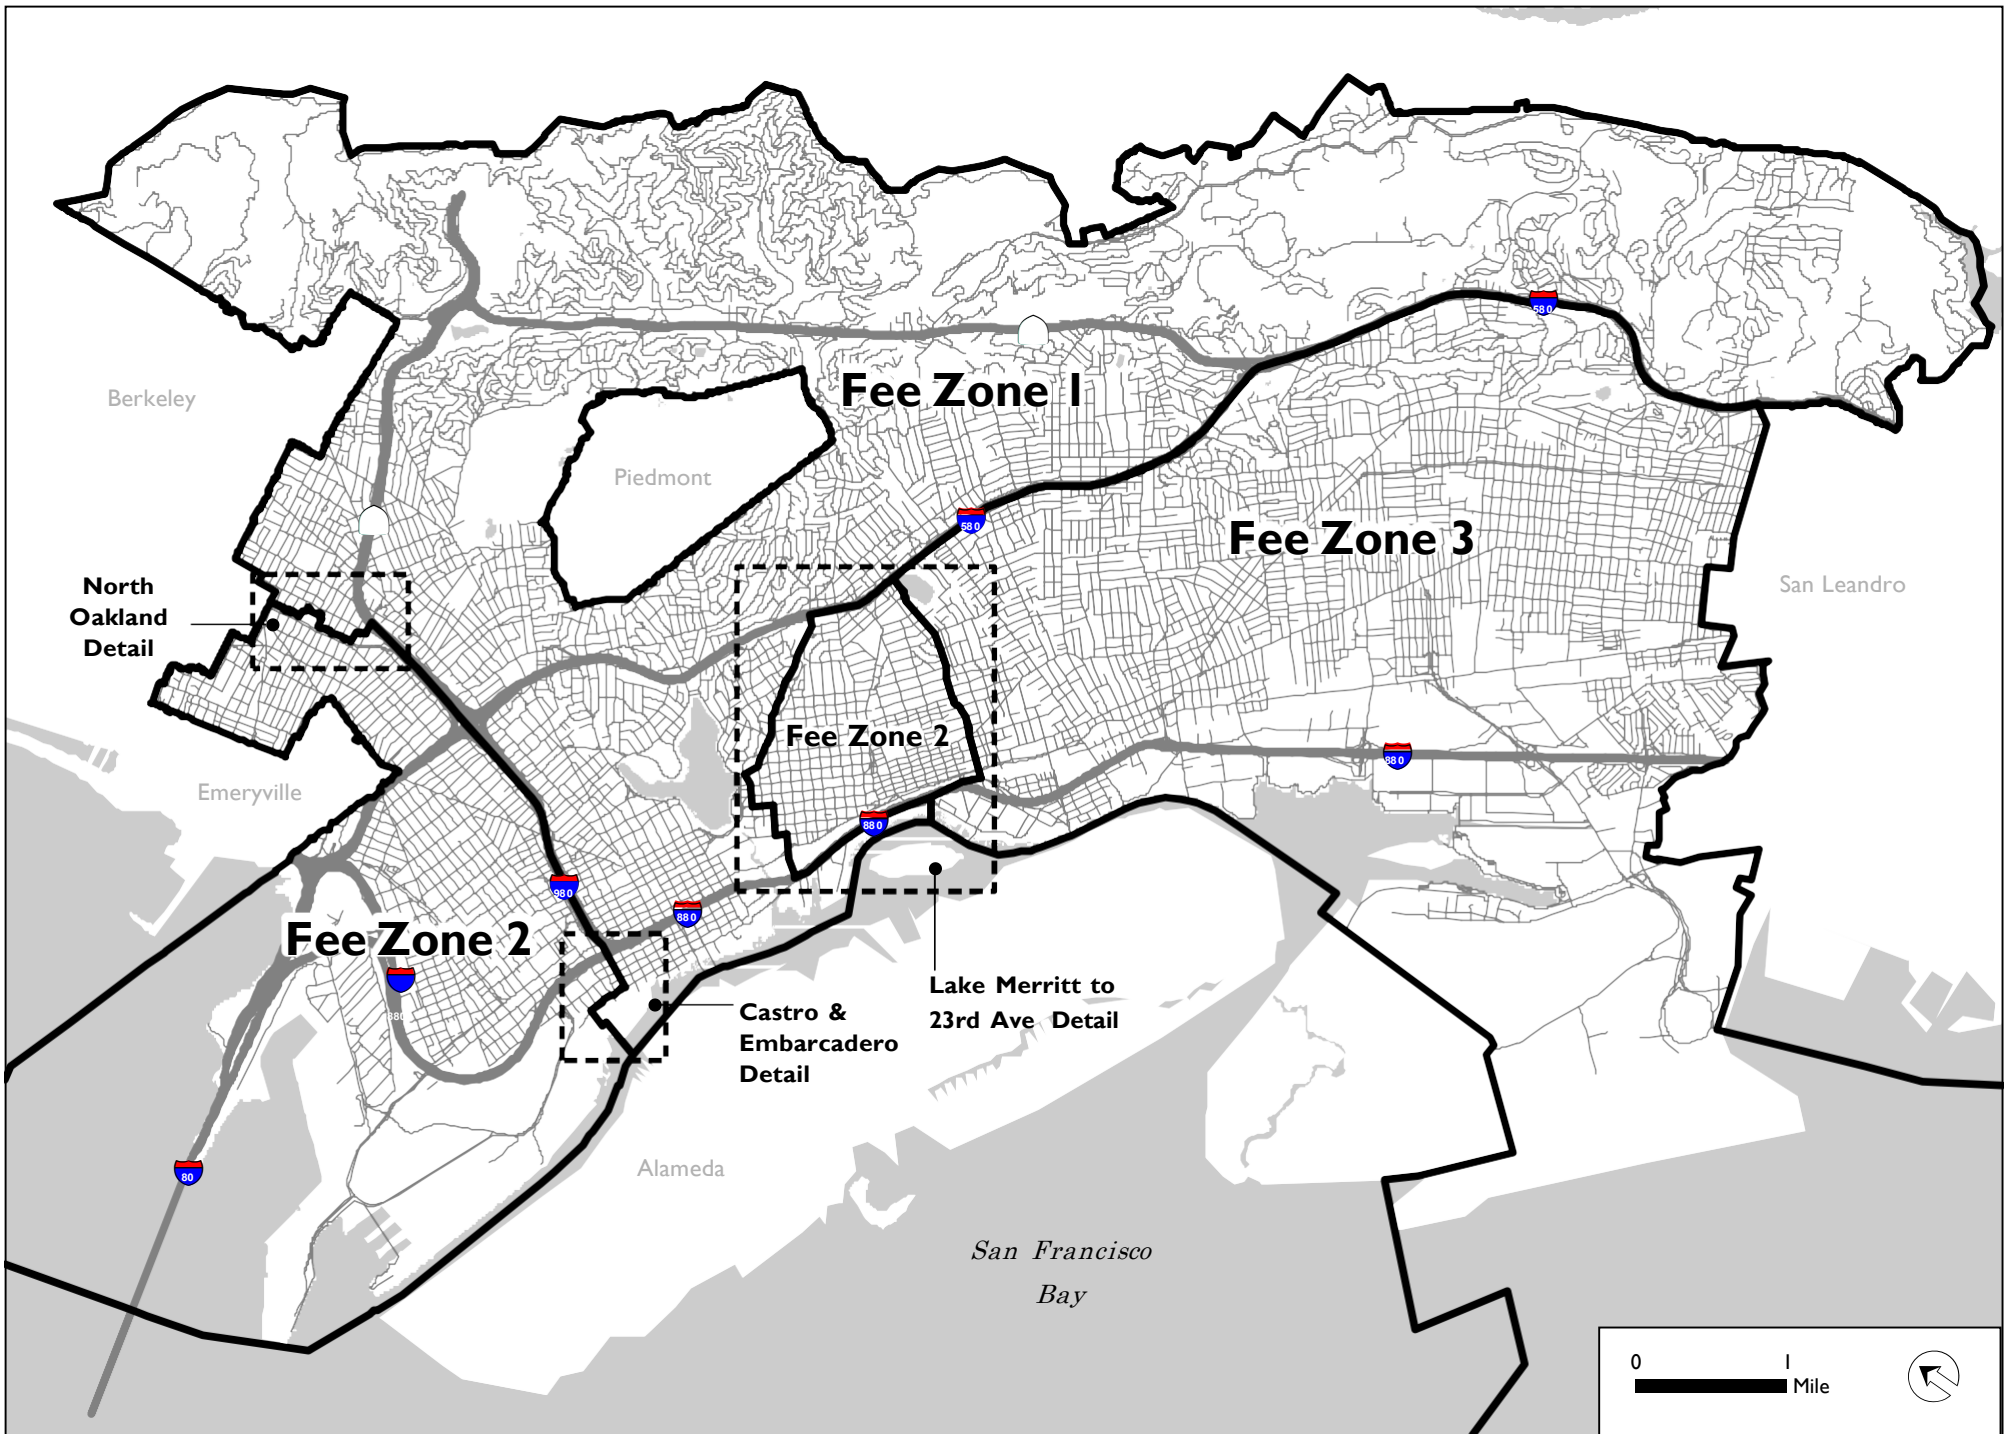 580
Berkeley
Fee Zone 1
Piedmont
580
Fee Zone 3
North
Oakland
Detail
San Leandro
Fee Zone 2
880
Emeryville
880
980
880
Fee Zone 2
Lake Merritt to
23rd Ave Detail
Castro &
Embarcadero
Detail
880
Alameda
80
San Francisco
Bay
0 1
Mile